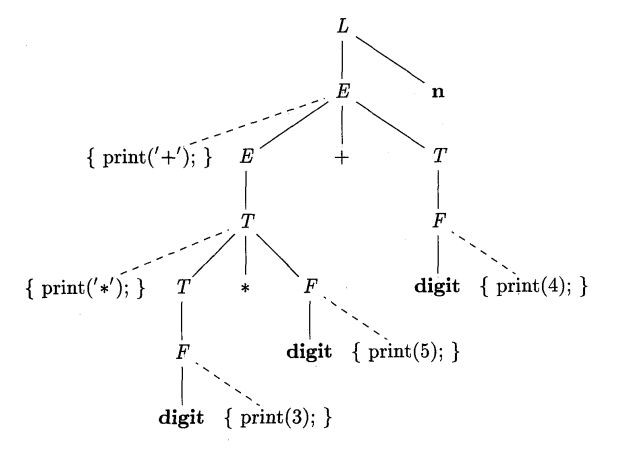 L
E n
{ print('+'); } E + T
T F
{ print('*'); } T * F digit { print(4); }
F digit { print(5); }
digit { print(3); }